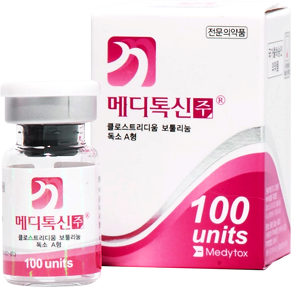 전문의약품
메디톡신주®
클로스트리디움 보툴리눔
독소 A형
100
units
Medytox
메디톡신주®
클로스트리디움 보툴리눔
독소 A형
100 units